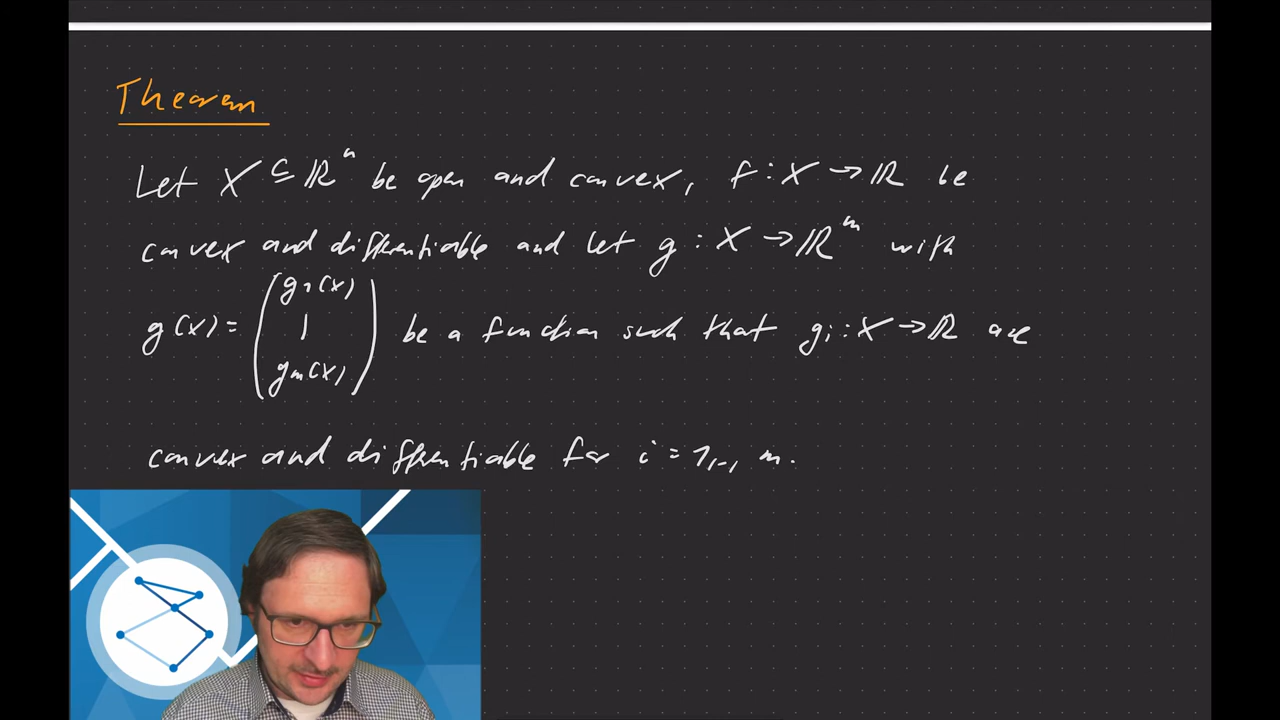 Theorem
Let X ⊆ ℝⁿ be open and convex, f : X → ℝ be
convex and differentiable and let g : X → ℝᵐ with
g₁(x)
g(x) = ( | ) be a function such that gᵢ : X → ℝ are
gₘ(x)
convex and differentiable for i = 1,..., m.